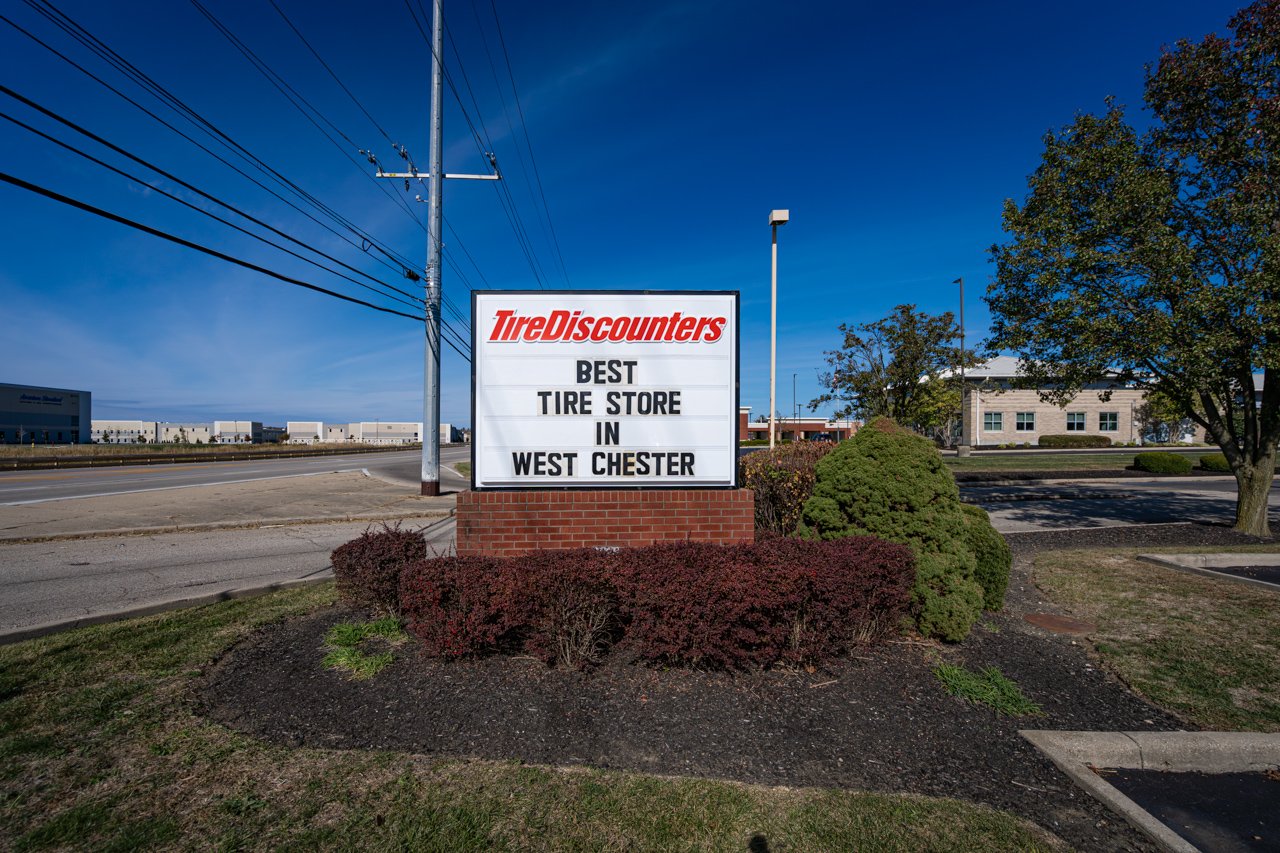 TireDiscounters
BEST
TIRE STORE
IN
WEST CHESTER